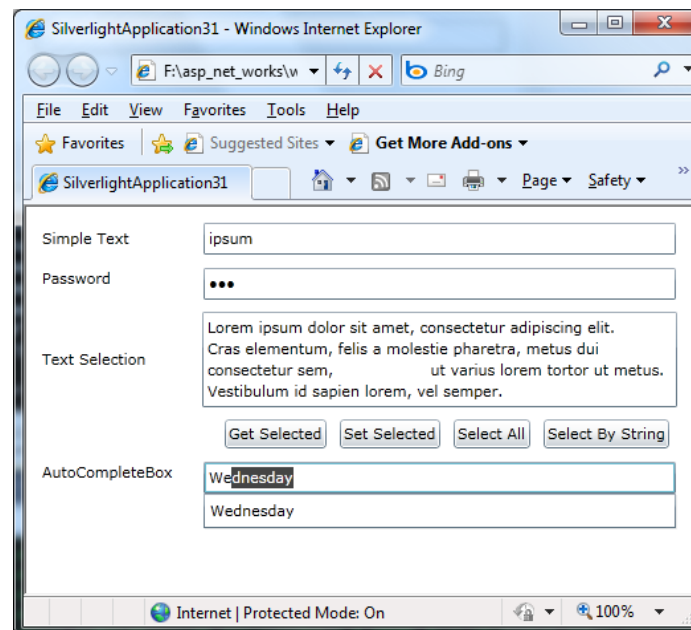 SilverlightApplication31 - Windows Internet Explorer
F:\asp_net_works\w
Bing
File Edit View Favorites Tools Help
Favorites Suggested Sites Get More Add-ons
SilverlightApplication31 Page Safety »
Simple Text ipsum
Password •••
Text Selection
Lorem ipsum dolor sit amet, consectetur adipiscing elit.
Cras elementum, felis a molestie pharetra, metus dui
consectetur sem, ut varius lorem tortor ut metus.
Vestibulum id sapien lorem, vel semper.
Get Selected Set Selected Select All Select By String
AutoCompleteBox Wednesday
Wednesday
Internet | Protected Mode: On 100%